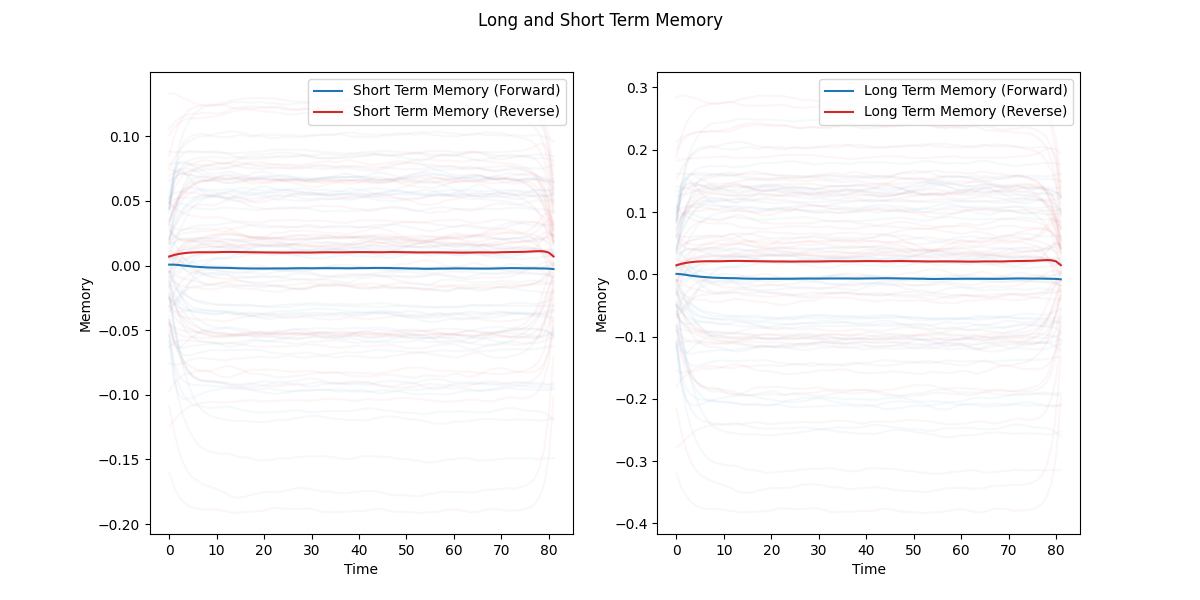 Long and Short Term Memory
Short Term Memory (Forward)
Short Term Memory (Reverse)
0.10
0.05
0.00
−0.05
−0.10
−0.15
−0.20
Memory
0 10 20 30 40 50 60 70 80
Time
Long Term Memory (Forward)
Long Term Memory (Reverse)
0.3
0.2
0.1
0.0
−0.1
−0.2
−0.3
−0.4
Memory
0 10 20 30 40 50 60 70 80
Time